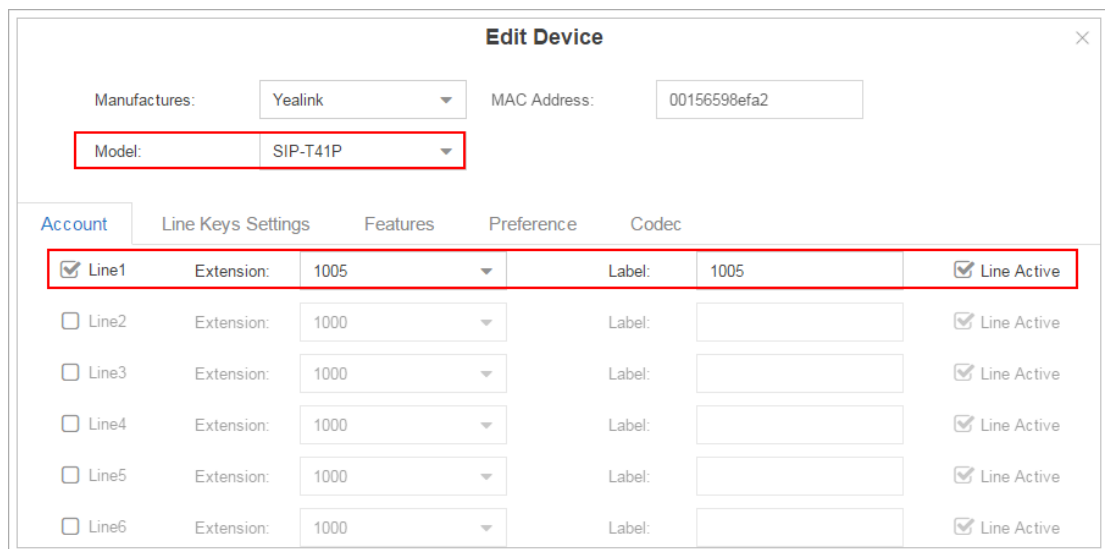 Edit Device
Manufactures: Yealink MAC Address: 00156598efa2
Model: SIP-T41P
Account Line Keys Settings Features Preference Codec
Line1 Extension: 1005 Label: 1005 Line Active
Line2 Extension: 1000 Label: Line Active
Line3 Extension: 1000 Label: Line Active
Line4 Extension: 1000 Label: Line Active
Line5 Extension: 1000 Label: Line Active
Line6 Extension: 1000 Label: Line Active